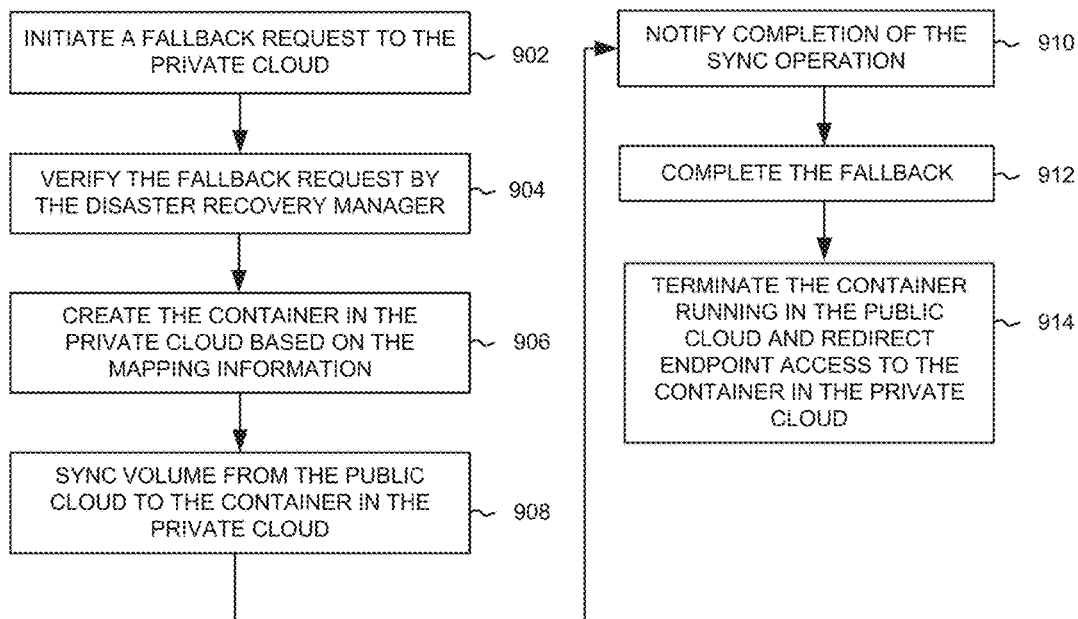 INITIATE A FALLBACK REQUEST TO THE
PRIVATE CLOUD
902
VERIFY THE FALLBACK REQUEST BY
THE DISASTER RECOVERY MANAGER
904
CREATE THE CONTAINER IN THE
PRIVATE CLOUD BASED ON THE
MAPPING INFORMATION
906
SYNC VOLUME FROM THE PUBLIC
CLOUD TO THE CONTAINER IN THE
PRIVATE CLOUD
908
NOTIFY COMPLETION OF THE
SYNC OPERATION
910
COMPLETE THE FALLBACK
912
TERMINATE THE CONTAINER
RUNNING IN THE PUBLIC
CLOUD AND REDIRECT
ENDPOINT ACCESS TO THE
CONTAINER IN THE PRIVATE
CLOUD
914